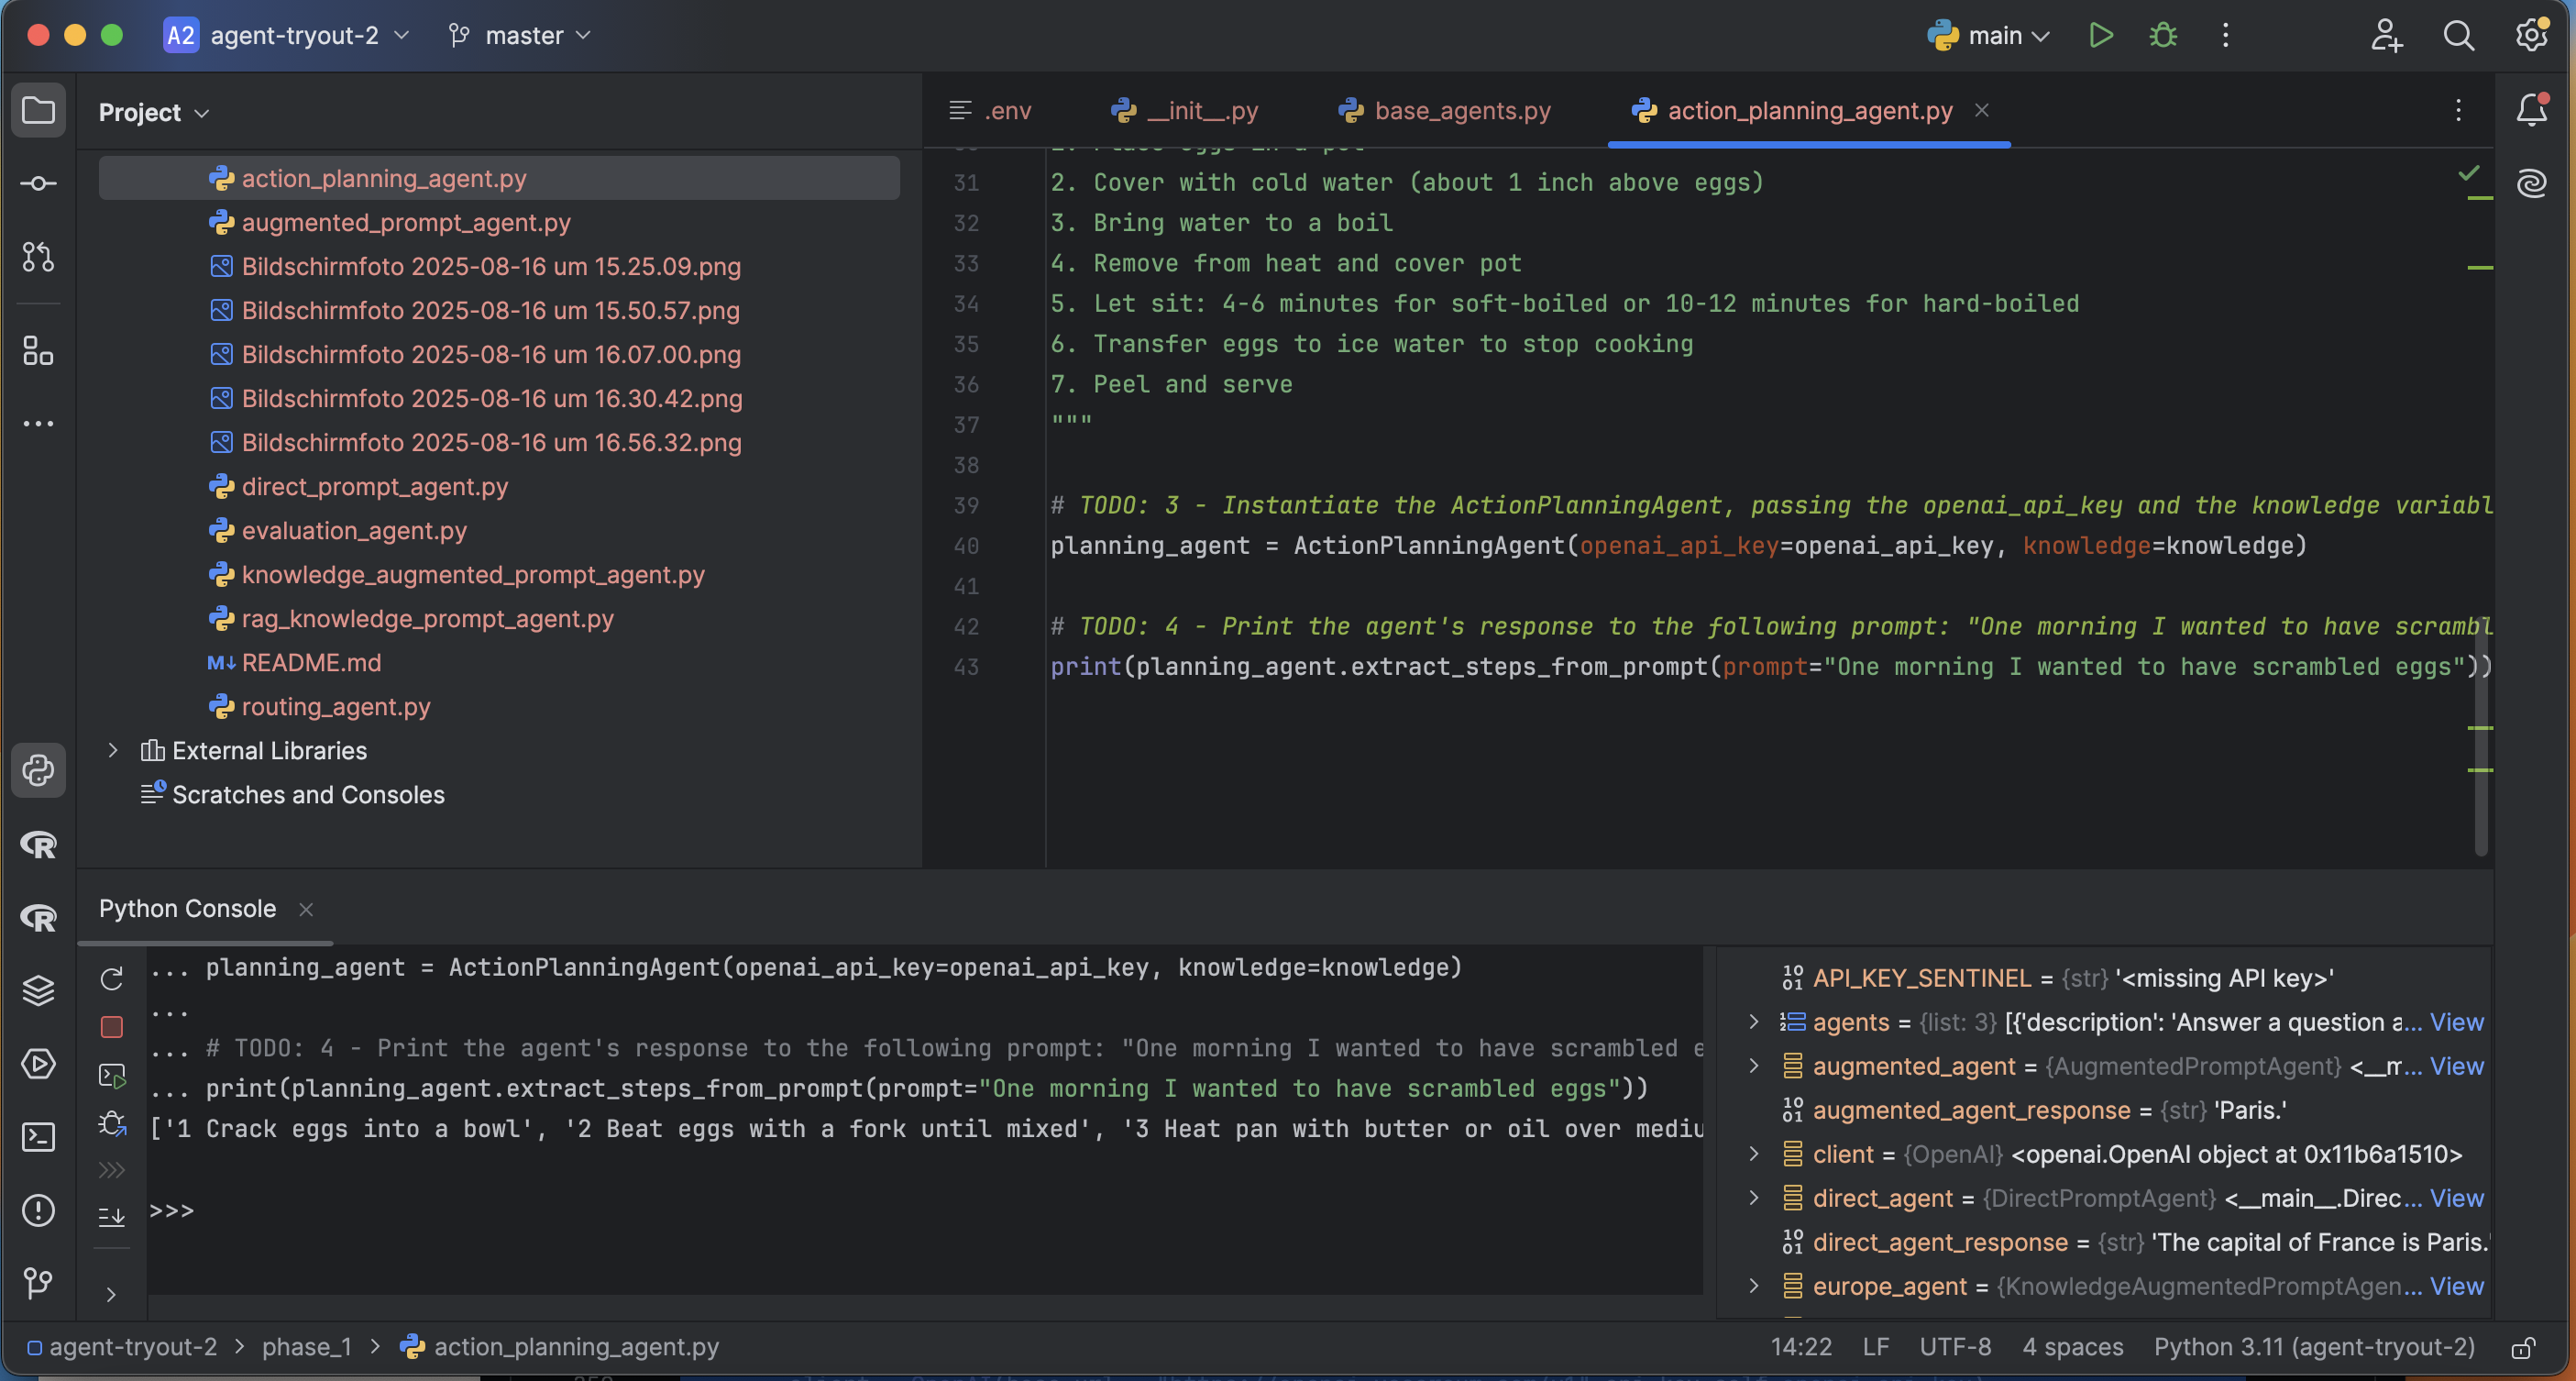 A2 agent-tryout-2 master main
Project
action_planning_agent.py
augmented_prompt_agent.py
Bildschirmfoto 2025-08-16 um 15.25.09.png
Bildschirmfoto 2025-08-16 um 15.50.57.png
Bildschirmfoto 2025-08-16 um 16.07.00.png
Bildschirmfoto 2025-08-16 um 16.30.42.png
Bildschirmfoto 2025-08-16 um 16.56.32.png
direct_prompt_agent.py
evaluation_agent.py
knowledge_augmented_prompt_agent.py
rag_knowledge_prompt_agent.py
M↓ README.md
routing_agent.py
External Libraries
Scratches and Consoles
.env __init__.py base_agents.py action_planning_agent.py
31 2. Cover with cold water (about 1 inch above eggs)
32 3. Bring water to a boil
33 4. Remove from heat and cover pot
34 5. Let sit: 4-6 minutes for soft-boiled or 10-12 minutes for hard-boiled
35 6. Transfer eggs to ice water to stop cooking
36 7. Peel and serve
37 """
38
39 # TODO: 3 - Instantiate the ActionPlanningAgent, passing the openai_api_key and the knowledge variabl
40 planning_agent = ActionPlanningAgent(openai_api_key=openai_api_key, knowledge=knowledge)
41
42 # TODO: 4 - Print the agent's response to the following prompt: "One morning I wanted to have scrambl
43 print(planning_agent.extract_steps_from_prompt(prompt="One morning I wanted to have scrambled eggs"))
Python Console
... planning_agent = ActionPlanningAgent(openai_api_key=openai_api_key, knowledge=knowledge)
...
... # TODO: 4 - Print the agent's response to the following prompt: "One morning I wanted to have scrambled e
... print(planning_agent.extract_steps_from_prompt(prompt="One morning I wanted to have scrambled eggs"))
['1 Crack eggs into a bowl', '2 Beat eggs with a fork until mixed', '3 Heat pan with butter or oil over mediu
>>>
API_KEY_SENTINEL = {str} '<missing API key>'
agents = {list: 3} [{'description': 'Answer a question a... View
augmented_agent = {AugmentedPromptAgent} <__m... View
augmented_agent_response = {str} 'Paris.'
client = {OpenAI} <openai.OpenAI object at 0x11b6a1510>
direct_agent = {DirectPromptAgent} <__main__.Direc... View
direct_agent_response = {str} 'The capital of France is Paris.'
europe_agent = {KnowledgeAugmentedPromptAgen... View
agent-tryout-2 > phase_1 > action_planning_agent.py 14:22 LF UTF-8 4 spaces Python 3.11 (agent-tryout-2)